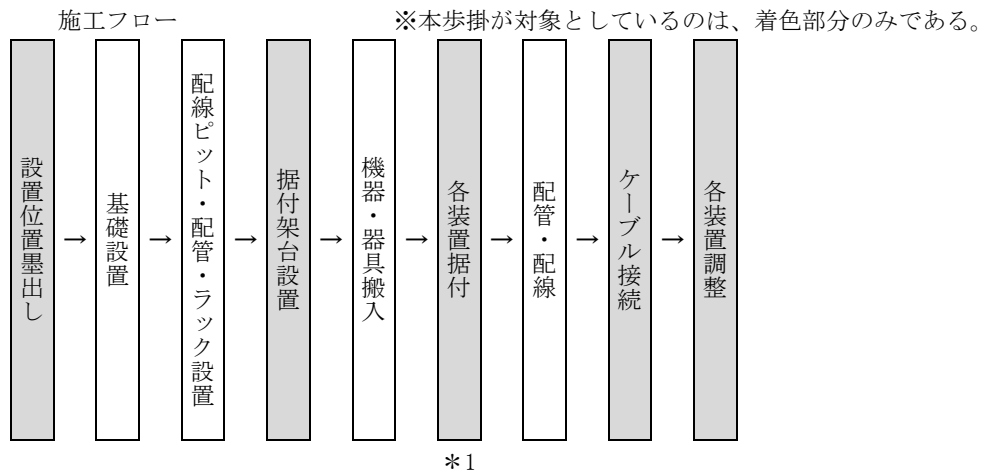 施工フロー
※本歩掛が対象としているのは、着色部分のみである。
設置位置墨出し
→
基礎設置
→
配線ピット・配管・ラック設置
→
据付架台設置
→
機器・器具搬入
→
各装置据付
→
配管・配線
→
ケーブル接続
→
各装置調整
＊1